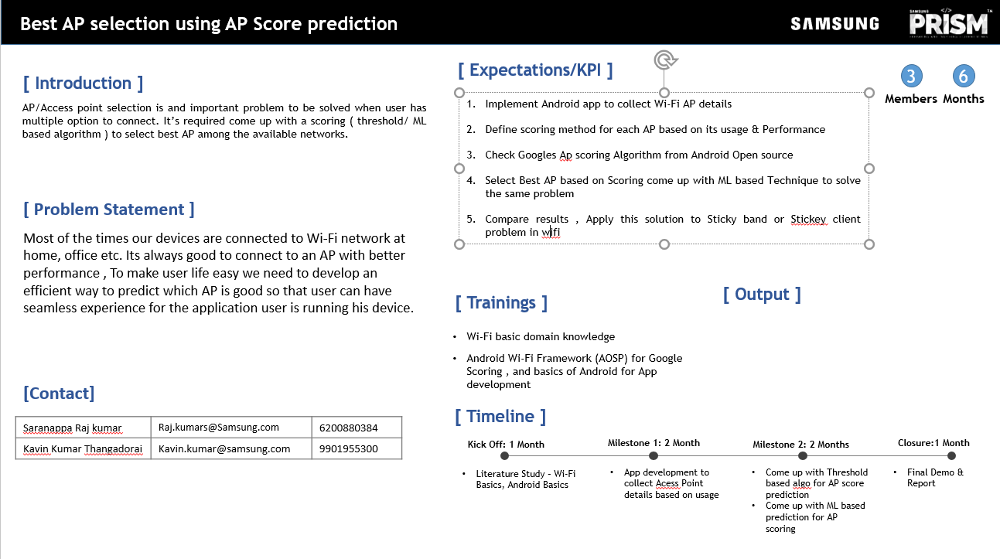 Best AP selection using AP Score prediction
SAMSUNG
SAMSUNG </> ™
PRISM
[ Introduction ]
AP/Access point selection is and important problem to be solved when user has
multiple option to connect. It’s required come up with a scoring ( threshold/ ML
based algorithm ) to select best AP among the available networks.
[ Problem Statement ]
Most of the times our devices are connected to Wi-Fi network at
home, office etc. Its always good to connect to an AP with better
performance , To make user life easy we need to develop an
efficient way to predict which AP is good so that user can have
seamless experience for the application user is running his device.
[Contact]
Saranappa Raj kumar Raj.kumars@Samsung.com 6200880384
Kavin Kumar Thangadorai Kavin.kumar@samsung.com 9901955300
[ Expectations/KPI ]
1. Implement Android app to collect Wi-Fi AP details
2. Define scoring method for each AP based on its usage & Performance
3. Check Googles Ap scoring Algorithm from Android Open source
4. Select Best AP based on Scoring come up with ML based Technique to solve
the same problem
5. Compare results , Apply this solution to Sticky band or Stickey client
problem in wifi
3 6
Members Months
[ Trainings ]
• Wi-Fi basic domain knowledge
• Android Wi-Fi Framework (AOSP) for Google
Scoring , and basics of Android for App
development
[ Output ]
[ Timeline ]
Kick Off: 1 Month
• Literature Study – Wi-Fi
Basics, Android Basics
Milestone 1: 2 Month
• App development to
collect Acess Point
details based on usage
Milestone 2: 2 Months
• Come up with Threshold
based algo for AP score
prediction
• Come up with ML based
prediction for AP
scoring
Closure:1 Month
• Final Demo &
Report